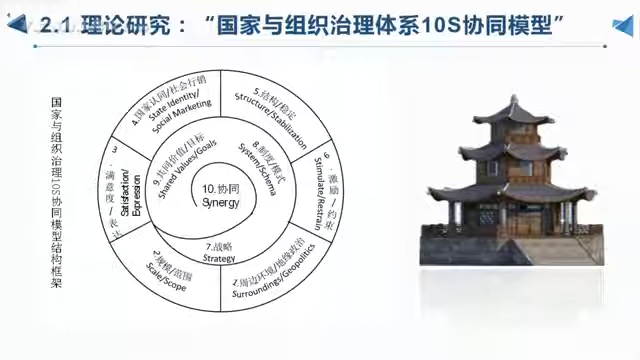 2.1 理论研究：“国家与组织治理体系10S协同模型”
国家与组织治理10S协同模型结构框架
4.国家认同/社会行销
State Identity/
Social Marketing
5.结构/稳定
Structure/Stabilization
3.满意度/表达
Satisfaction/
Expression
9.共同价值/目标
Shared Values/Goals
8.制度/模式
System/Schema
6.激励/约束
Stimulate/Restrain
10.协同
Synergy
7.战略
Strategy
2.规模/范围
Scale/Scope
1.周边环境/地缘政治
Surroundings/Geopolitics